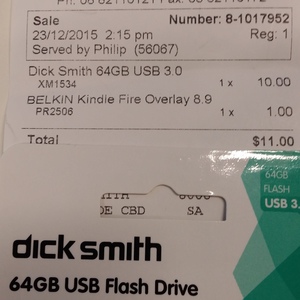 Sale Number: 8-1017952
23/12/2015 2:15 pm Reg: 1
Served by Philip (56067)
Dick Smith 64GB USB 3.0
XM1534 1 x 10.00
BELKIN Kindle Fire Overlay 8.9
PR2506 1 x 1.00
Total $11.00
64GB
FLASH
USB 3.
DE CBD SA
dick smith
64GB USB Flash Drive